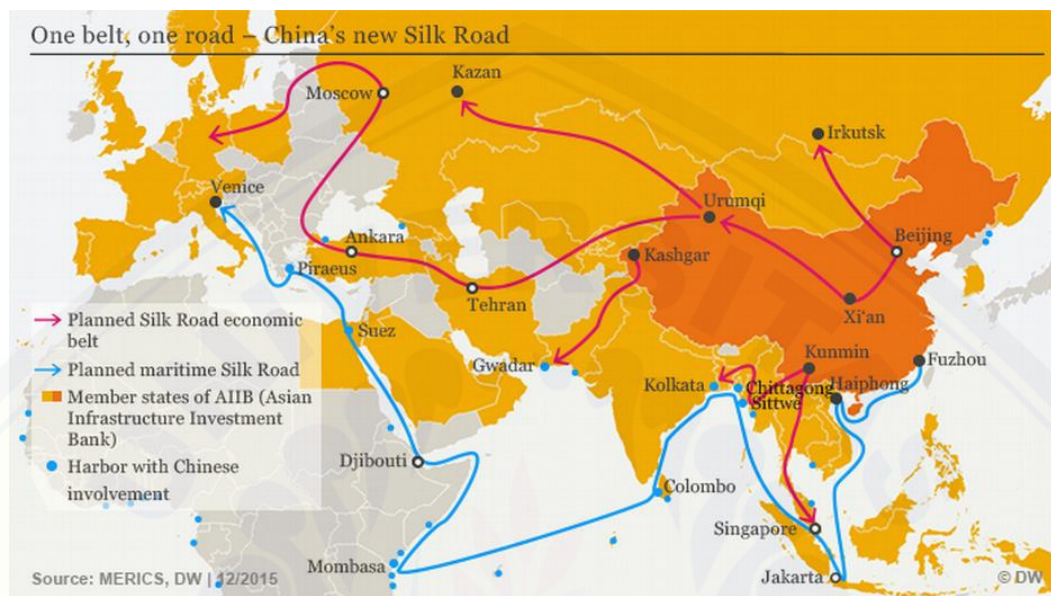 One belt, one road – China's new Silk Road
Kazan
Moscow
Irkutsk
Venice
Urumqi
Ankara
Beijing
Kashgar
Piraeus
Tehran
Xi'an
Planned Silk Road economic
belt
Suez
Kunmin
Fuzhou
Gwadar
Planned maritime Silk Road
Kolkata
Chittagong
Haiphong
Sittwe
Member states of AIIB (Asian
Infrastructure Investment
Bank)
Djibouti
Harbor with Chinese
involvement
Colombo
Singapore
Mombasa
Jakarta
Source: MERICS, DW | 12/2015
© DW